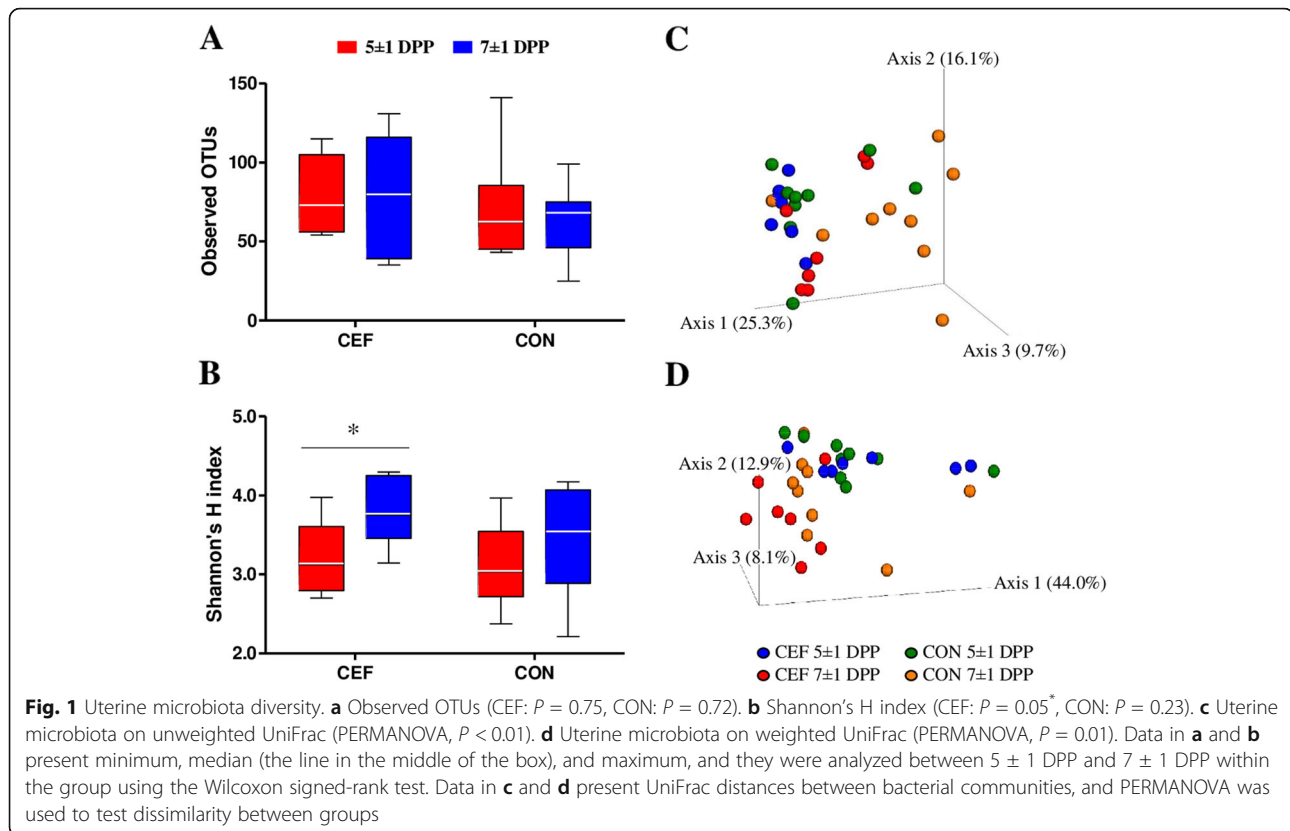 A
5±1 DPP 7±1 DPP
150
100
50
0
Observed OTUs
CEF CON
B
5.0
4.0
3.0
2.0
Shannon's H index
*
CEF CON
C
Axis 2 (16.1%)
Axis 1 (25.3%)
Axis 3 (9.7%)
D
Axis 2 (12.9%)
Axis 3 (8.1%)
Axis 1 (44.0%)
CEF 5±1 DPP CON 5±1 DPP
CEF 7±1 DPP CON 7±1 DPP
Fig. 1 Uterine microbiota diversity. a Observed OTUs (CEF: P = 0.75, CON: P = 0.72). b Shannon's H index (CEF: P = 0.05*, CON: P = 0.23). c Uterine
microbiota on unweighted UniFrac (PERMANOVA, P < 0.01). d Uterine microbiota on weighted UniFrac (PERMANOVA, P = 0.01). Data in a and b
present minimum, median (the line in the middle of the box), and maximum, and they were analyzed between 5 ± 1 DPP and 7 ± 1 DPP within
the group using the Wilcoxon signed-rank test. Data in c and d present UniFrac distances between bacterial communities, and PERMANOVA was
used to test dissimilarity between groups